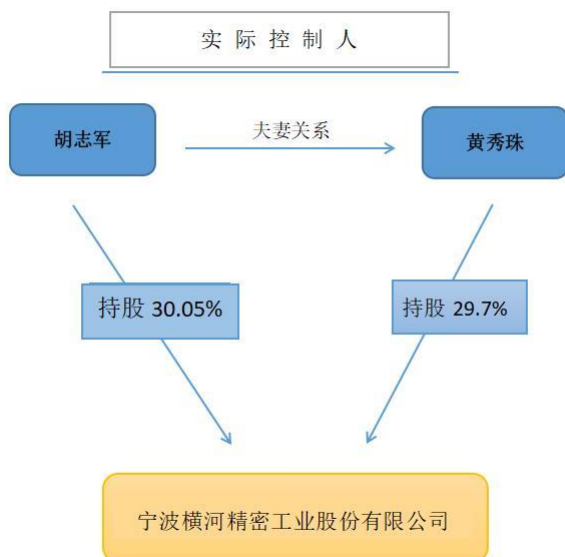 实际控制人
胡志军
夫妻关系
黄秀珠
持股 30.05%
持股 29.7%
宁波横河精密工业股份有限公司